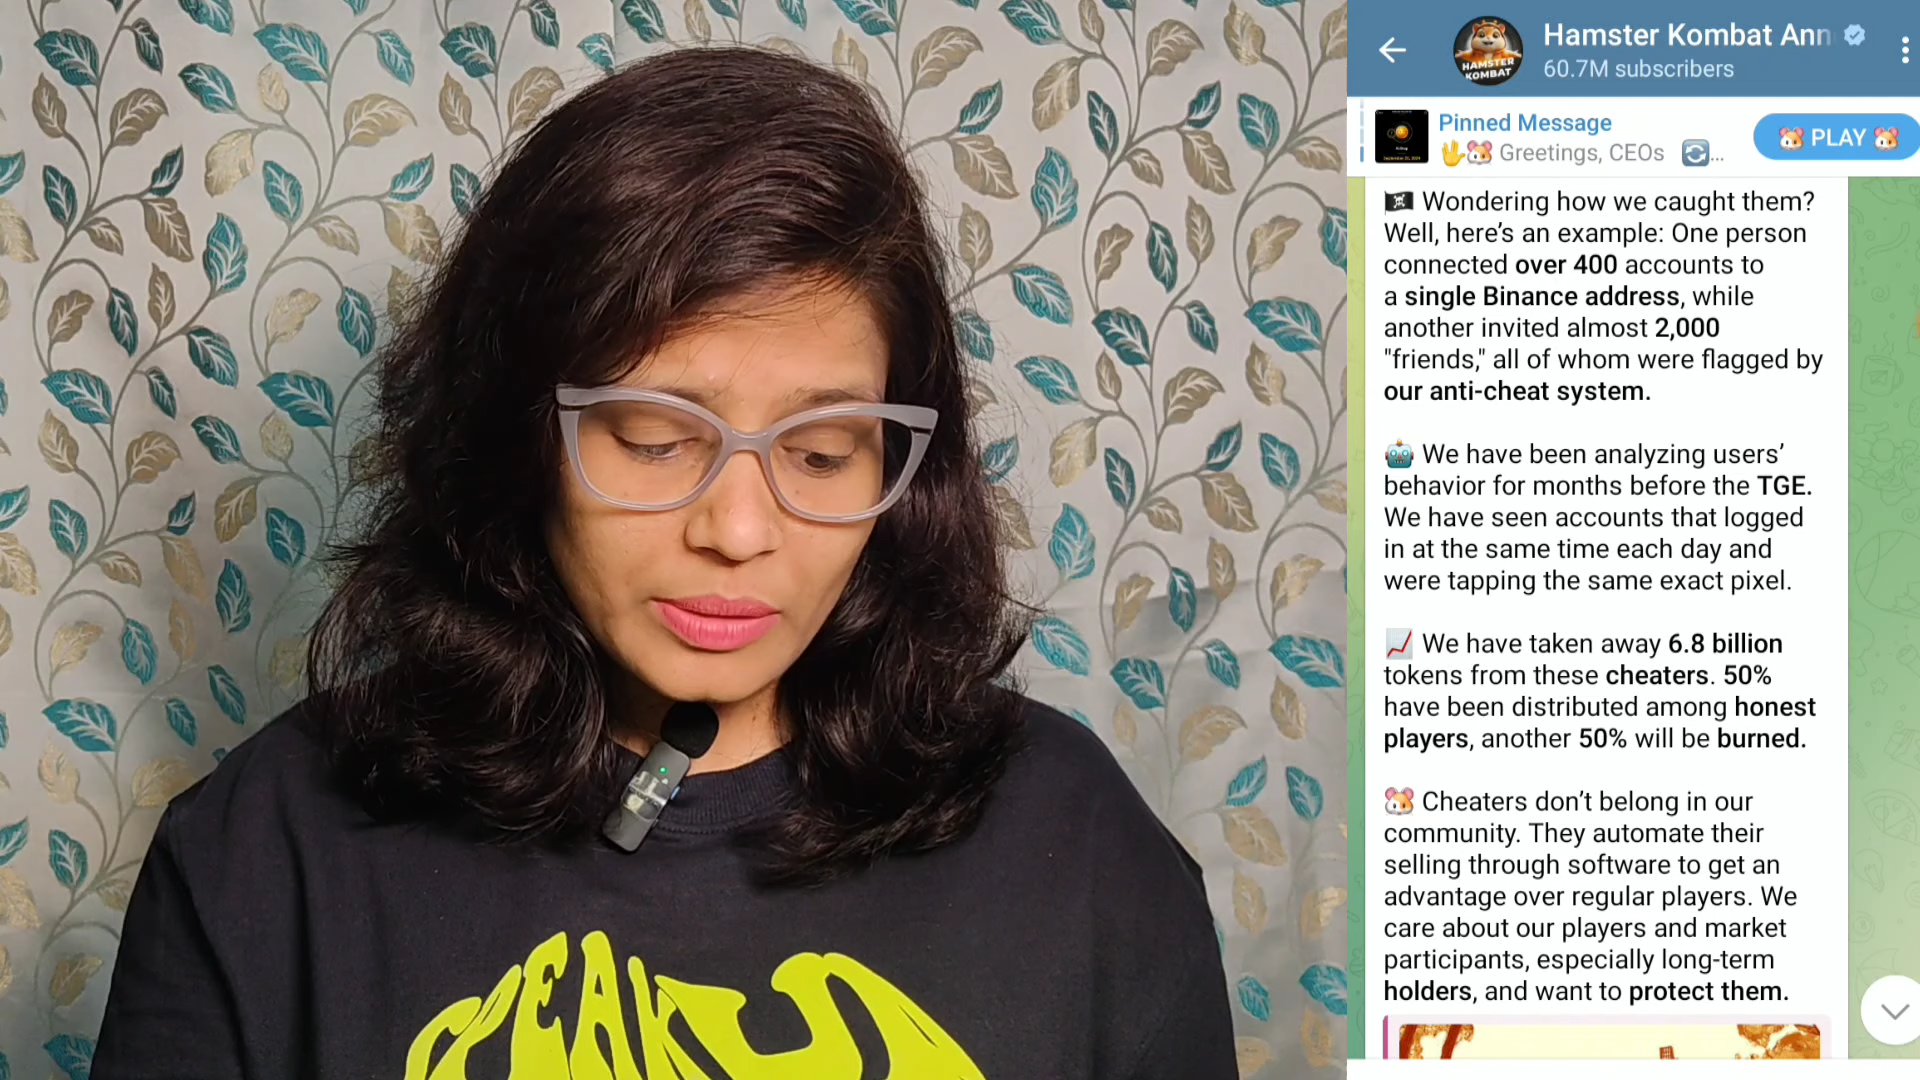 Hamster Kombat Ann
60.7M subscribers
HAMSTER
KOMBAT
Pinned Message
🖖🐹 Greetings, CEOs 🔄...
🐹 PLAY 🐹
🏴‍☠️ Wondering how we caught them?
Well, here’s an example: One person
connected over 400 accounts to
a single Binance address, while
another invited almost 2,000
"friends," all of whom were flagged by
our anti-cheat system.
🤖 We have been analyzing users’
behavior for months before the TGE.
We have seen accounts that logged
in at the same time each day and
were tapping the same exact pixel.
📈 We have taken away 6.8 billion
tokens from these cheaters. 50%
have been distributed among honest
players, another 50% will be burned.
🐹 Cheaters don’t belong in our
community. They automate their
selling through software to get an
advantage over regular players. We
care about our players and market
participants, especially long-term
holders, and want to protect them.